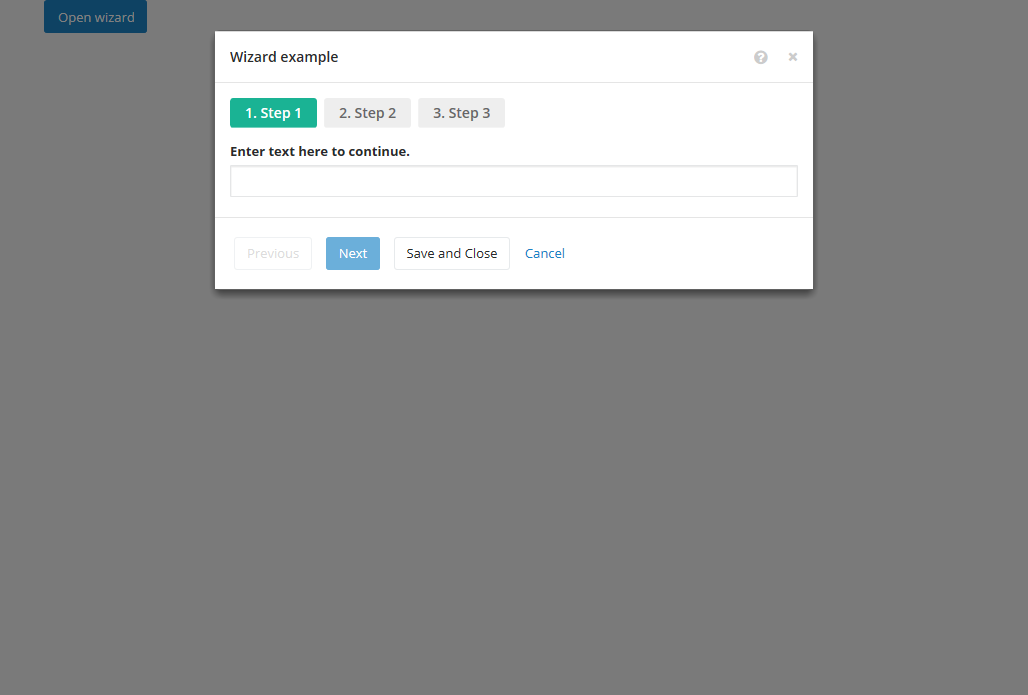 Open wizard
Wizard example
1. Step 1 2. Step 2 3. Step 3
Enter text here to continue.
Previous Next Save and Close Cancel